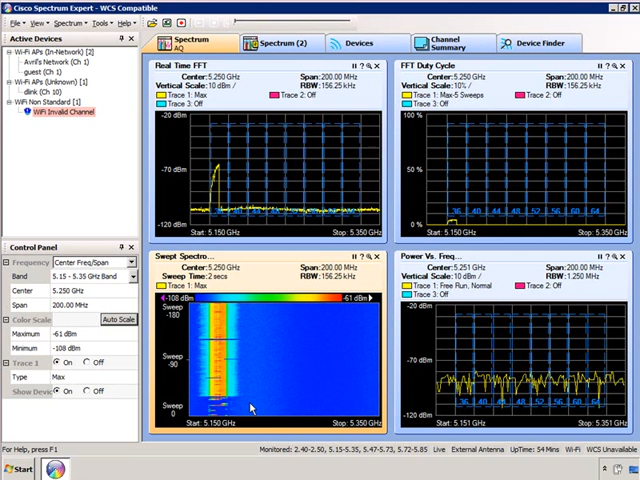 Cisco Spectrum Expert - WCS Compatible
File View Spectrum Tools Help
Active Devices
Wi-Fi APs (In-Network) [2]
Avril's Network (Ch 1)
guest (Ch 1)
Wi-Fi APs (Unknown) [1]
dlink (Ch 10)
WiFi Non Standard [1]
WiFi Invalid Channel
Control Panel
Frequency Center Freq/Span
Band 5.15 - 5.35 GHz Band
Center 5.250 GHz
Span 200.00 MHz
Color Scale Auto Scale
Maximum -61 dBm
Minimum -108 dBm
Trace 1 On Off
Type Max
Show Devic On Off
Spectrum AQ
Spectrum (2)
Devices
Channel Summary
Device Finder
Real Time FFT
Center: 5.250 GHz Span: 200.00 MHz
Vertical Scale: 10 dBm / RBW: 156.25 kHz
Trace 1: Max Trace 2: Off
Trace 3: Off
-20 dBm
-70 dBm
-120 dBm
36 40 44 48 52 56 60 64
Start: 5.150 GHz Stop: 5.350 GHz
FFT Duty Cycle
Center: 5.250 GHz Span: 200.00 MHz
Vertical Scale: 10% / RBW: 156.25 kHz
Trace 1: Max-5 Sweeps Trace 2: Off
Trace 3: Off
100 %
50 %
0 %
36 40 44 48 52 56 60 64
Start: 5.150 GHz Stop: 5.350 GHz
Swept Spectro...
Center: 5.250 GHz Span: 200.00 MHz
Sweep Time: 2 secs RBW: 156.25 kHz
Trace 1: Max
-108 dBm -61 dBm
Sweep -180
Sweep -90
Sweep 0
Start: 5.150 GHz Stop: 5.350 GHz
Power Vs. Freq...
Center: 5.251 GHz Span: 200.00 MHz
Vertical Scale: 10 dBm / RBW: 1.250 MHz
Trace 1: Free Run, Normal Trace 2: Off
Trace 3: Off
-20 dBm
-70 dBm
-120 dBm
36 40 44 48 52 56 60 64
Start: 5.151 GHz Stop: 5.351 GHz
For Help, press F1
Monitored: 2.40-2.50, 5.15-5.35, 5.47-5.73, 5.72-5.85 Live External Antenna UpTime: 54 Mins Wi-Fi WCS Unavailable
Start